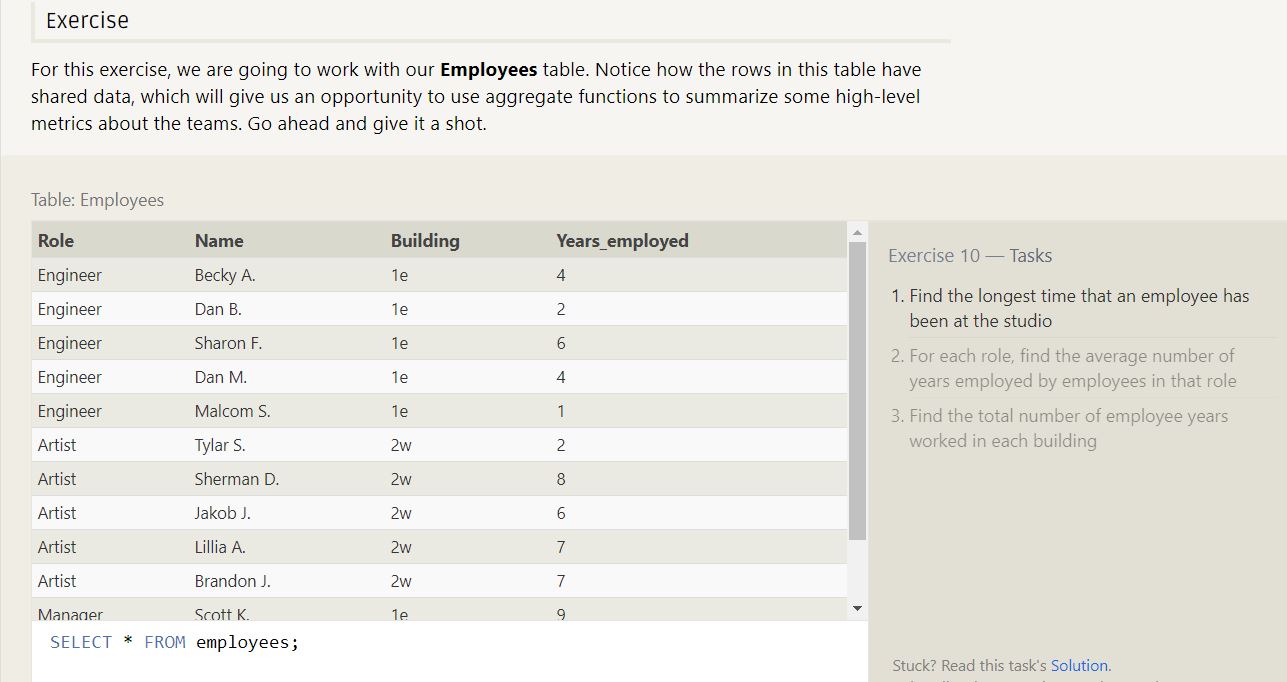 Exercise
For this exercise, we are going to work with our Employees table. Notice how the rows in this table have
shared data, which will give us an opportunity to use aggregate functions to summarize some high-level
metrics about the teams. Go ahead and give it a shot.
Table: Employees
Role Name Building Years_employed
Engineer Becky A. 1e 4
Engineer Dan B. 1e 2
Engineer Sharon F. 1e 6
Engineer Dan M. 1e 4
Engineer Malcom S. 1e 1
Artist Tylar S. 2w 2
Artist Sherman D. 2w 8
Artist Jakob J. 2w 6
Artist Lillia A. 2w 7
Artist Brandon J. 2w 7
Manager Scott K. 1e 9
SELECT * FROM employees;
Exercise 10 — Tasks
1. Find the longest time that an employee has
been at the studio
2. For each role, find the average number of
years employed by employees in that role
3. Find the total number of employee years
worked in each building
Stuck? Read this task's Solution.